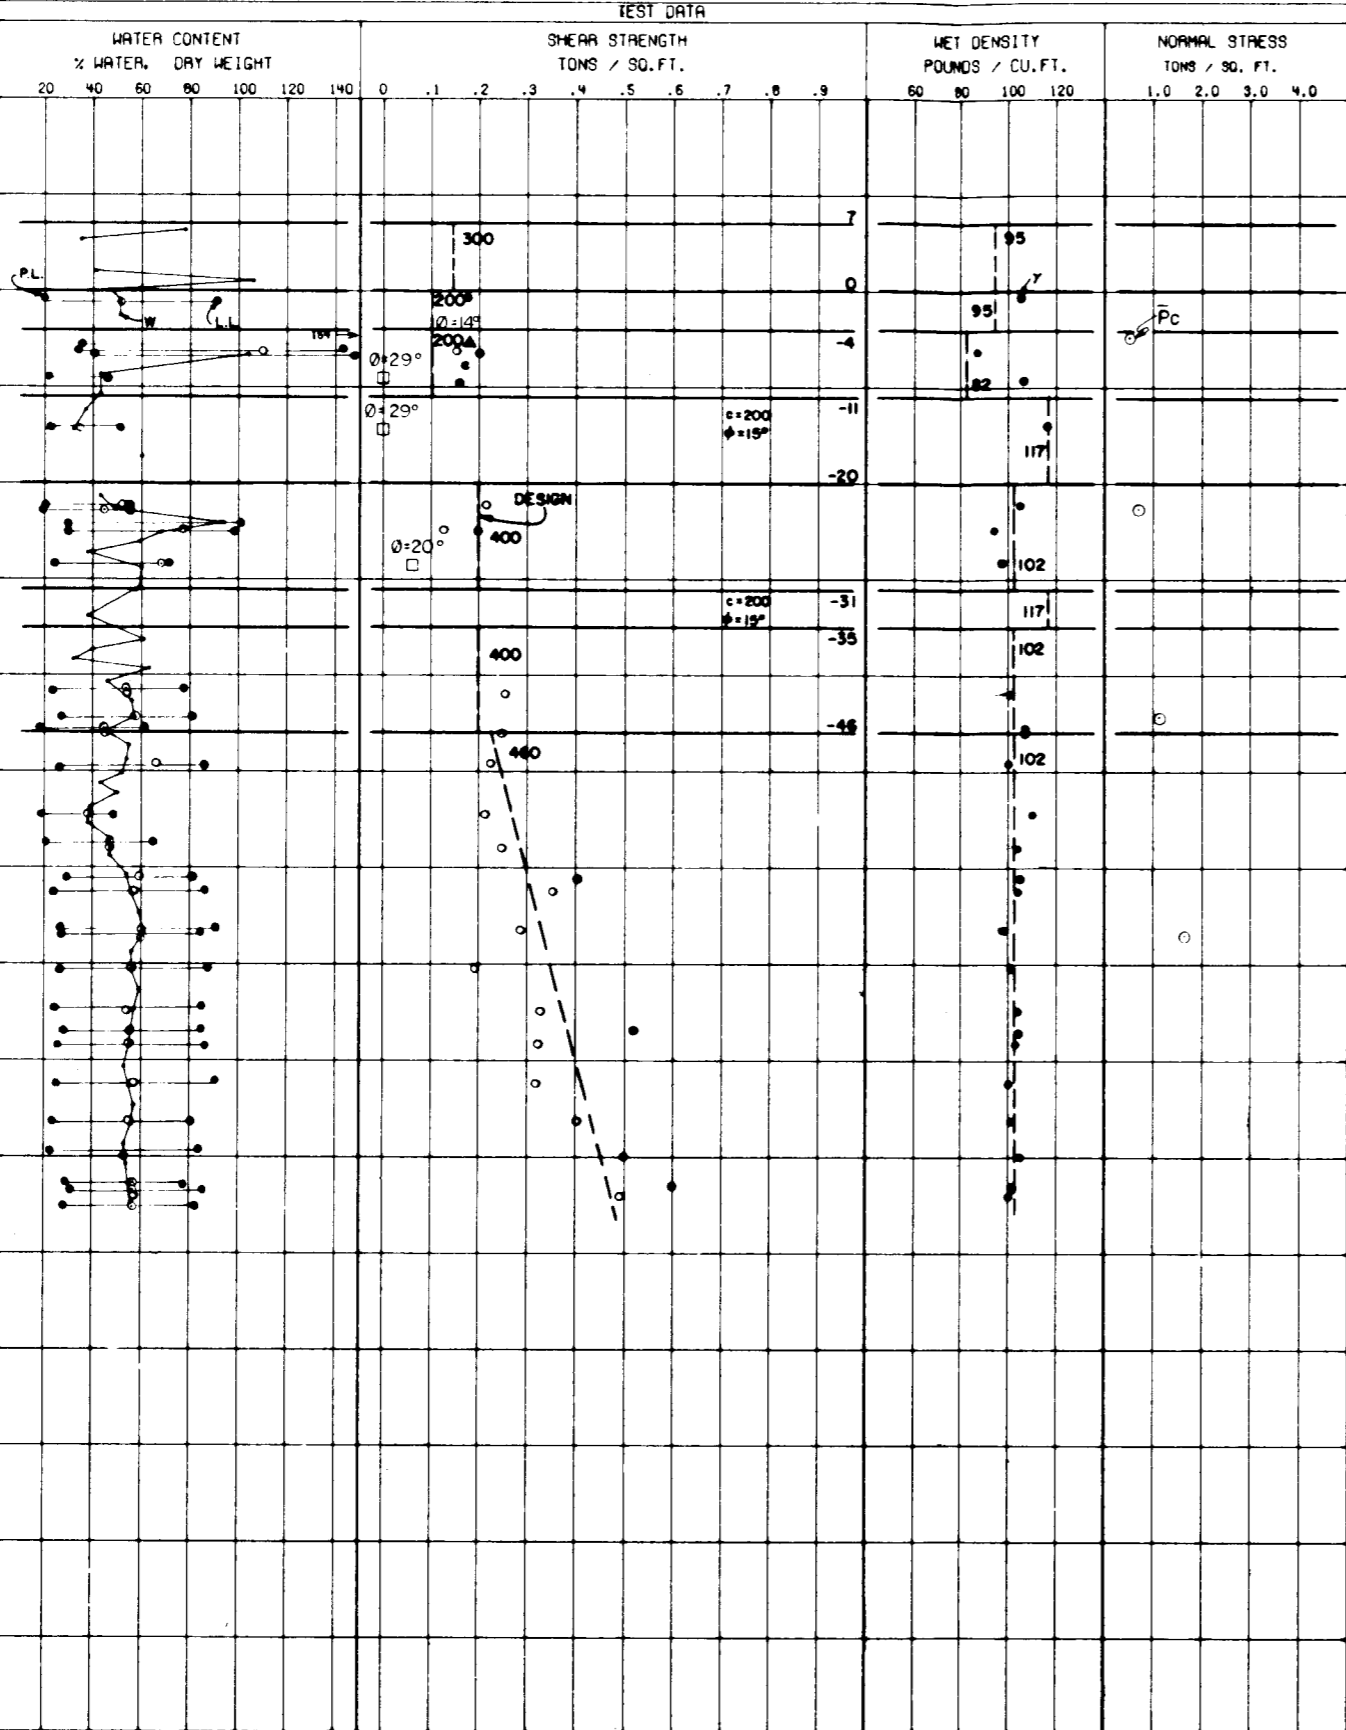 TEST DATA
WATER CONTENT
% WATER, DRY WEIGHT
20 40 60 80 100 120 140
SHEAR STRENGTH
TONS / SQ.FT.
0 .1 .2 .3 .4 .5 .6 .7 .8 .9
WET DENSITY
POUNDS / CU.FT.
60 80 100 120
NORMAL STRESS
TONS / SQ. FT.
1.0 2.0 3.0 4.0
7
300
95
P.L.
0
γ
W
L.L
200
95
Ø=14°
P̄c
200
-4
Ø=29°
82
Ø=29°
-11
c=200
ϕ=15°
117
-20
DESIGN
400
Ø=20°
102
-31
c=200
ϕ=15°
117
-35
400
102
-46
460
102